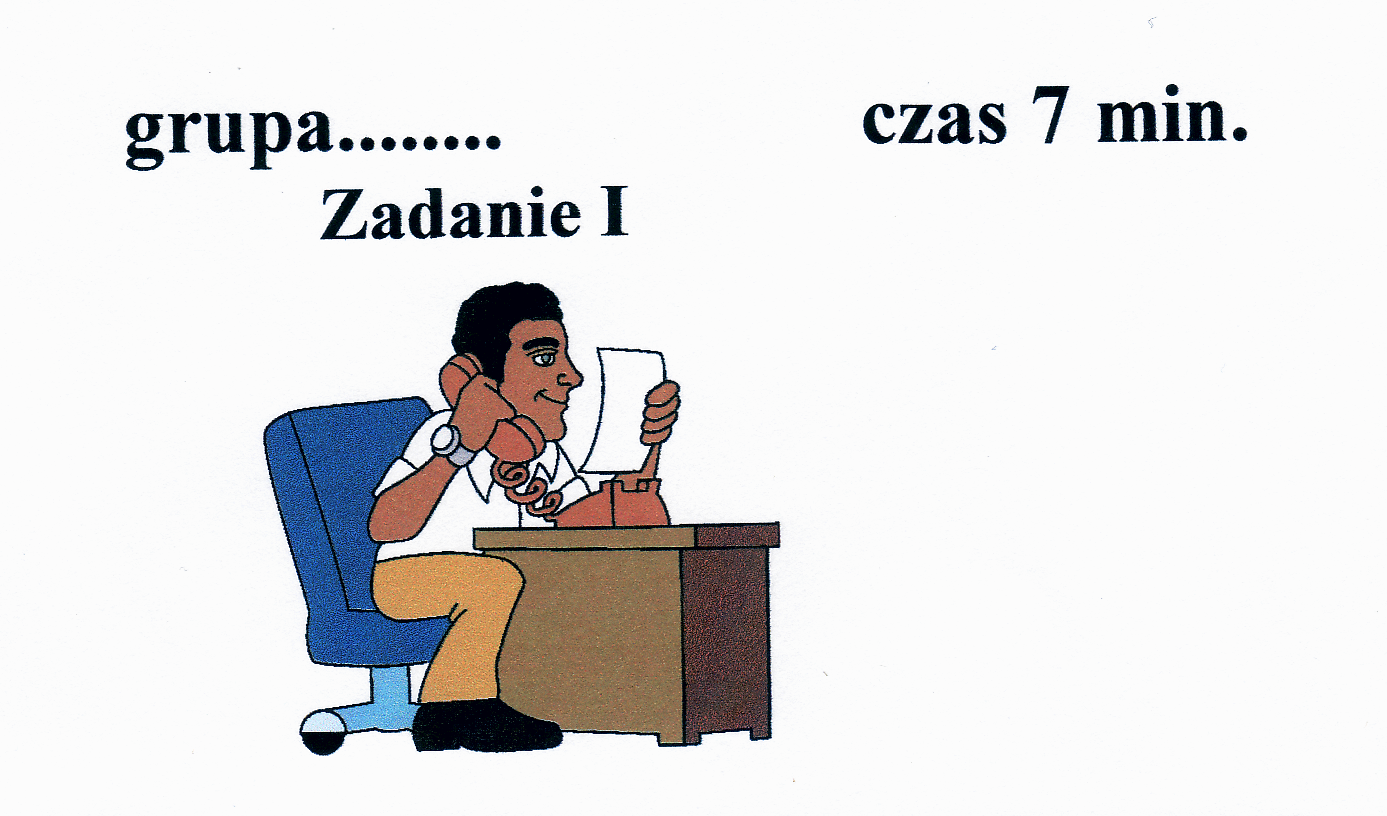 grupa........
czas 7 min.
Zadanie I